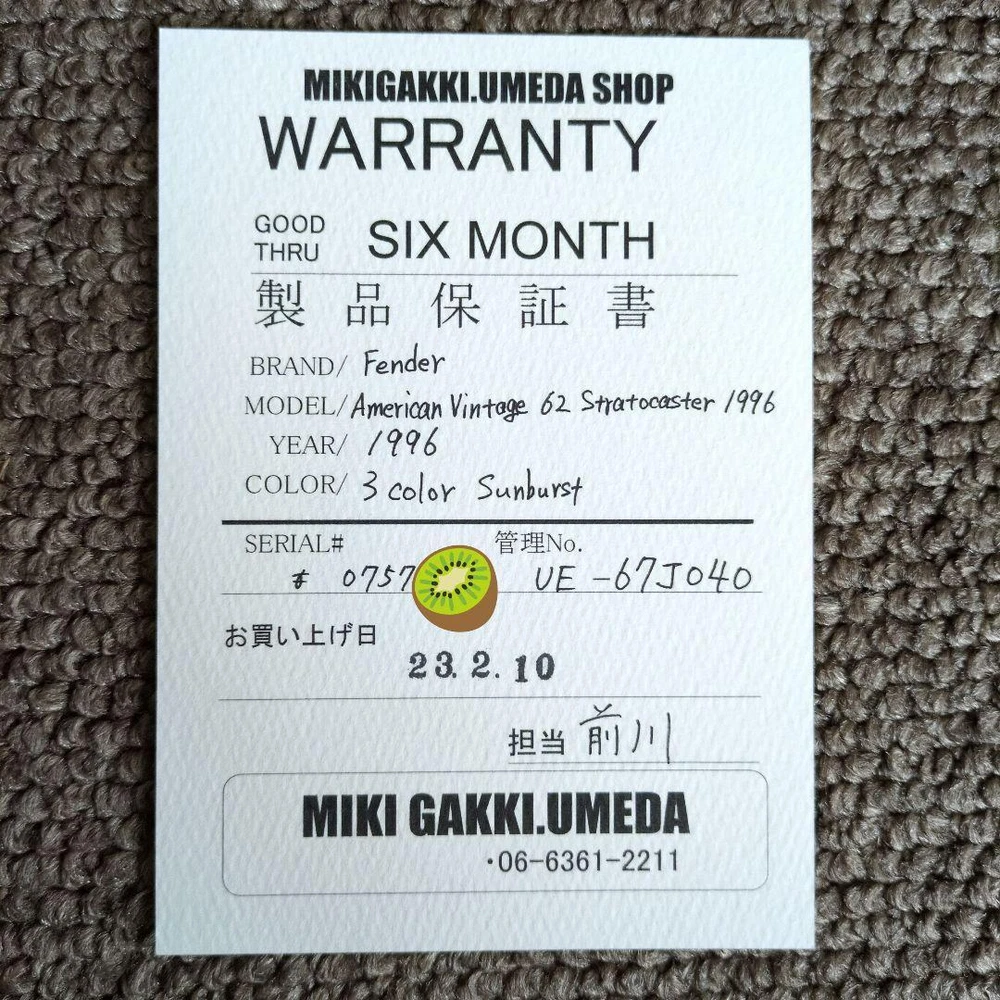 MIKIGAKKI.UMEDA SHOP
WARRANTY
GOOD THRU SIX MONTH
製品保証書
BRAND/ Fender
MODEL/ American Vintage 62 Stratocaster 1996
YEAR/ 1996
COLOR/ 3 color Sunburst
SERIAL# 管理No.
# 0757 UE-67J040
お買い上げ日
23.2.10
担当 前川
MIKI GAKKI.UMEDA
・06-6361-2211